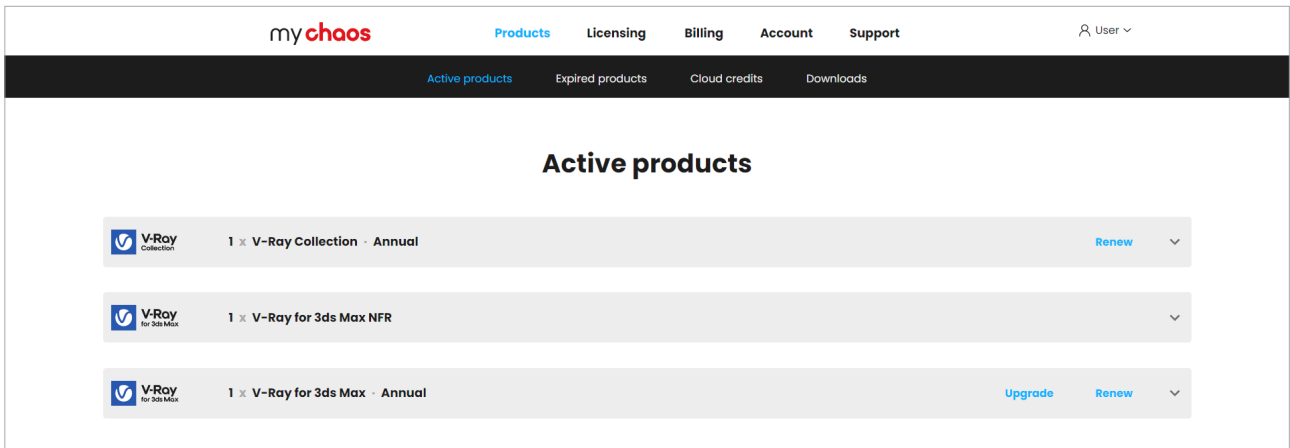 my chaos Products Licensing Billing Account Support User
Active products Expired products Cloud credits Downloads
Active products
V-Ray Collection 1 x V-Ray Collection · Annual Renew
V-Ray for 3ds Max 1 x V-Ray for 3ds Max NFR
V-Ray for 3ds Max 1 x V-Ray for 3ds Max · Annual Upgrade Renew